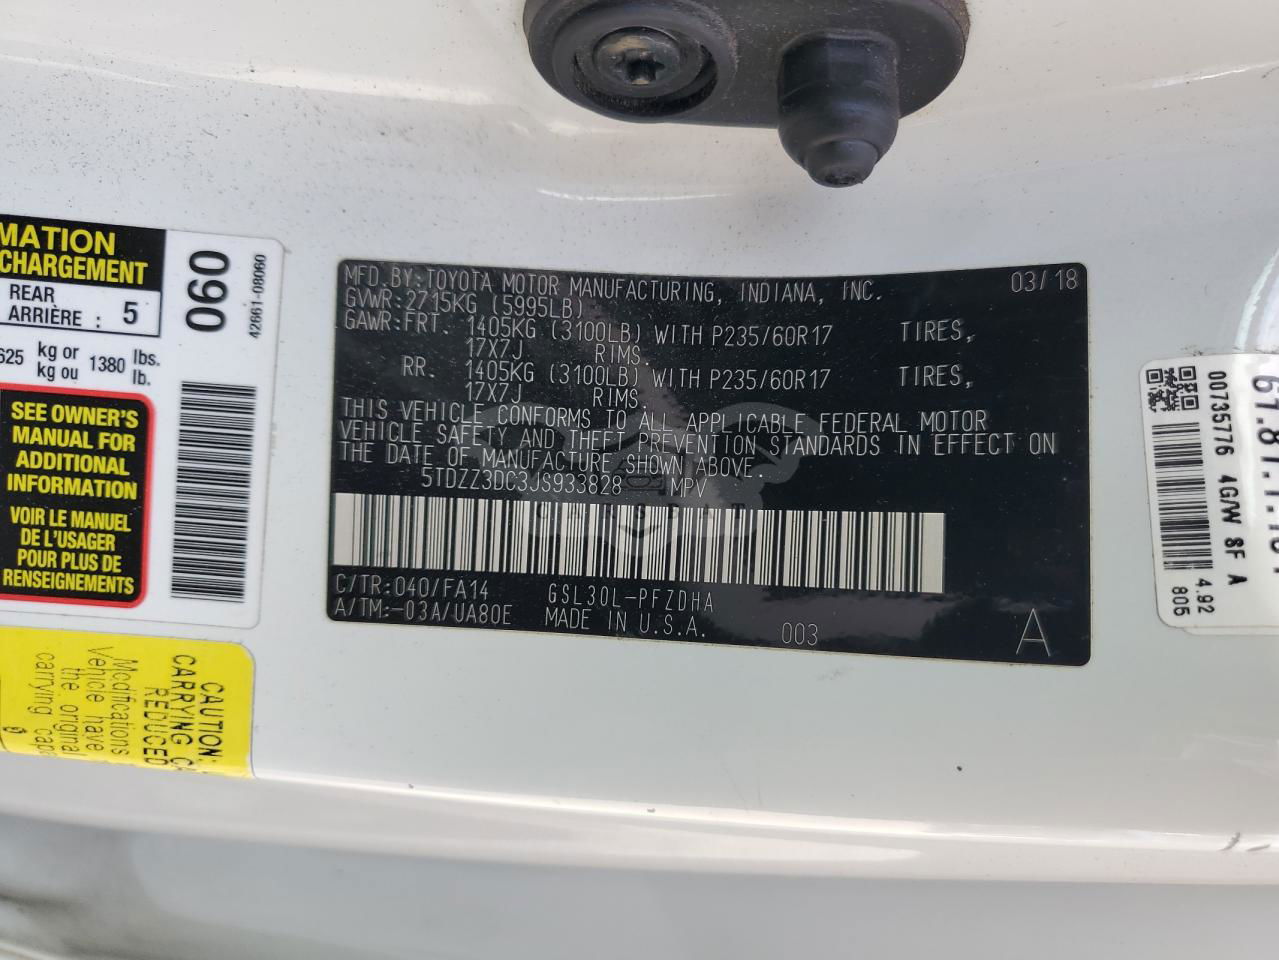 MATION
CHARGEMENT
REAR
ARRIÈRE : 5
625 kg or 1380 lbs.
kg ou lb.
SEE OWNER'S
MANUAL FOR
ADDITIONAL
INFORMATION
VOIR LE MANUEL
DE L'USAGER
POUR PLUS DE
RENSEIGNEMENTS
060
42661-08060
CAUTION:
CARRYING CA
REDUCED
Modifications
vehicle have
the original
carrying capa
MFD. BY: TOYOTA MOTOR MANUFACTURING, INDIANA, INC. 03/18
GVWR: 2715KG (5995LB)
GAWR: FRT. 1405KG (3100LB) WITH P235/60R17 TIRES,
17X7J RIMS.
RR. 1405KG (3100LB) WITH P235/60R17 TIRES,
17X7J RIMS.
THIS VEHICLE CONFORMS TO ALL APPLICABLE FEDERAL MOTOR
VEHICLE SAFETY AND THEFT PREVENTION STANDARDS IN EFFECT ON
THE DATE OF MANUFACTURE SHOWN ABOVE.
5TDZZ3DC3JS933828 MPV
CARSCAT
C/TR: 040/FA14 GSL30L-PFZDHA
A/TM: -03A/UA80E MADE IN U.S.A. 003 A
00735776 4G/W SF A 4.92
805